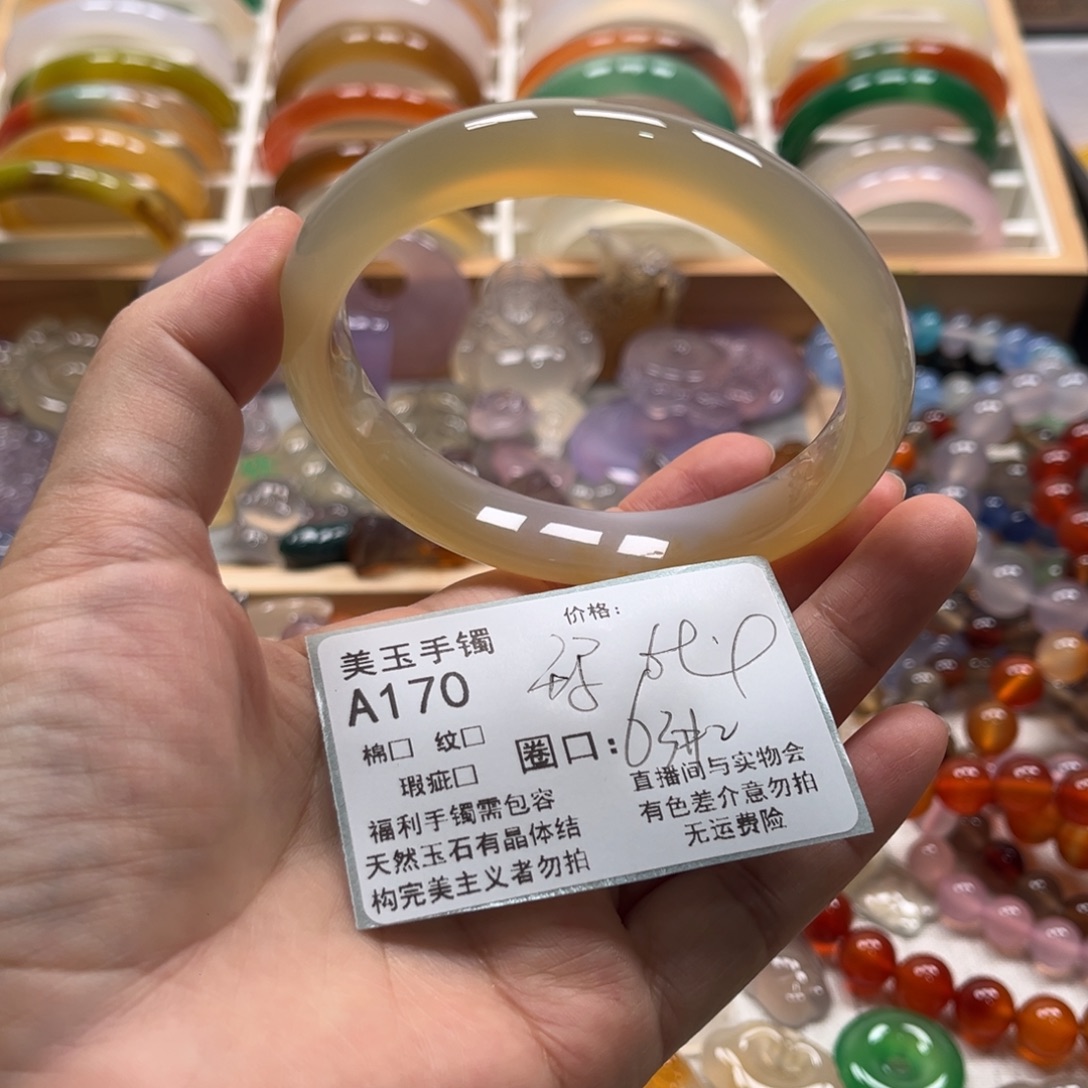 价格:
美玉手镯
A170
棉□ 纹□
瑕疵□
圈口:
福利手镯需包容
天然玉石有晶体结
构完美主义者勿拍
直播间与实物会
有色差介意勿拍
无运费险